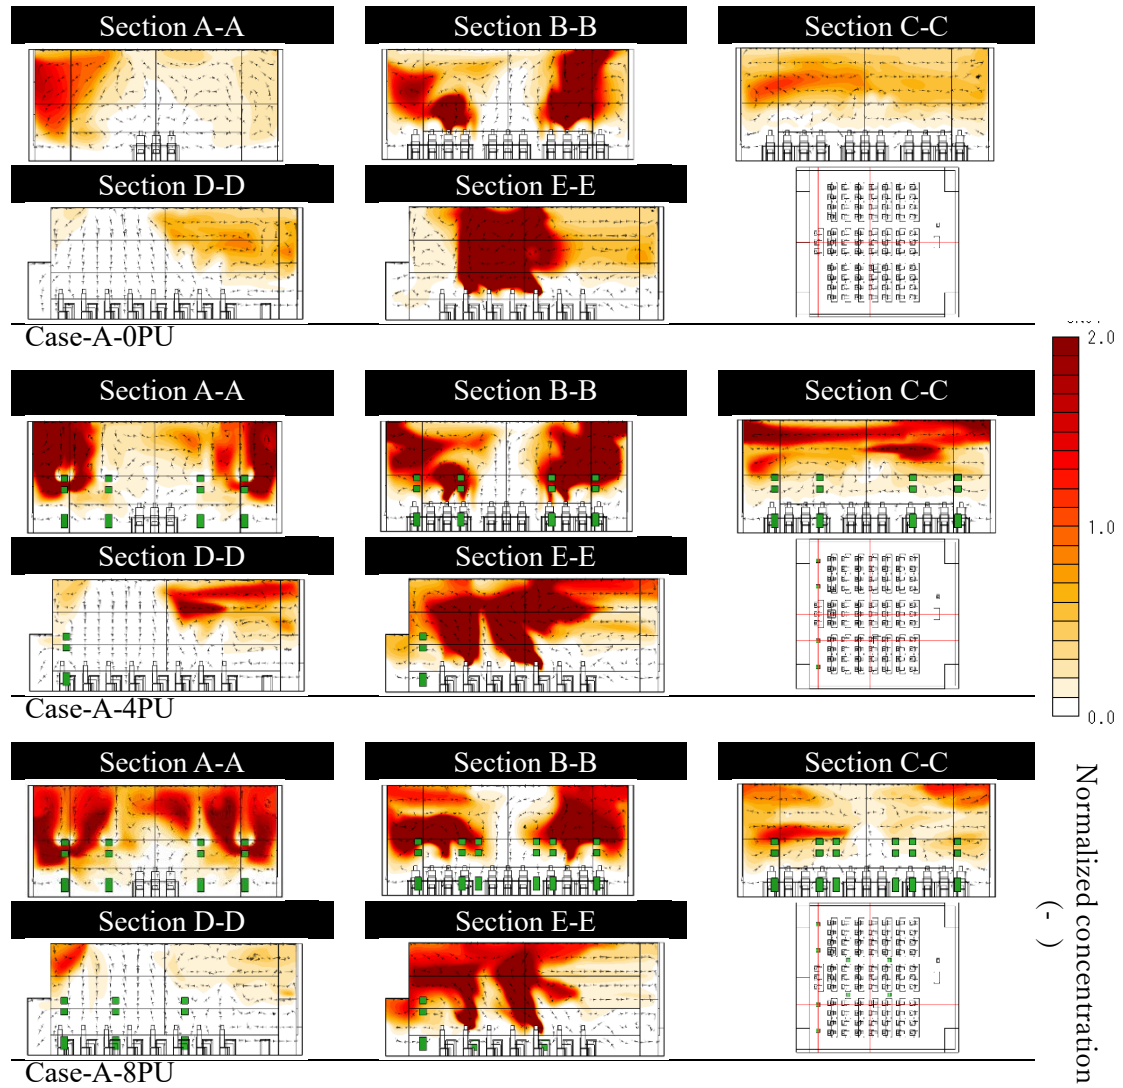 Section A-A
Section B-B
Section C-C
Section D-D
Section E-E
Case-A-0PU
2.0
1.0
0.0
Normalized concentration
( - )
Section A-A
Section B-B
Section C-C
Section D-D
Section E-E
Case-A-4PU
Section A-A
Section B-B
Section C-C
Section D-D
Section E-E
Case-A-8PU